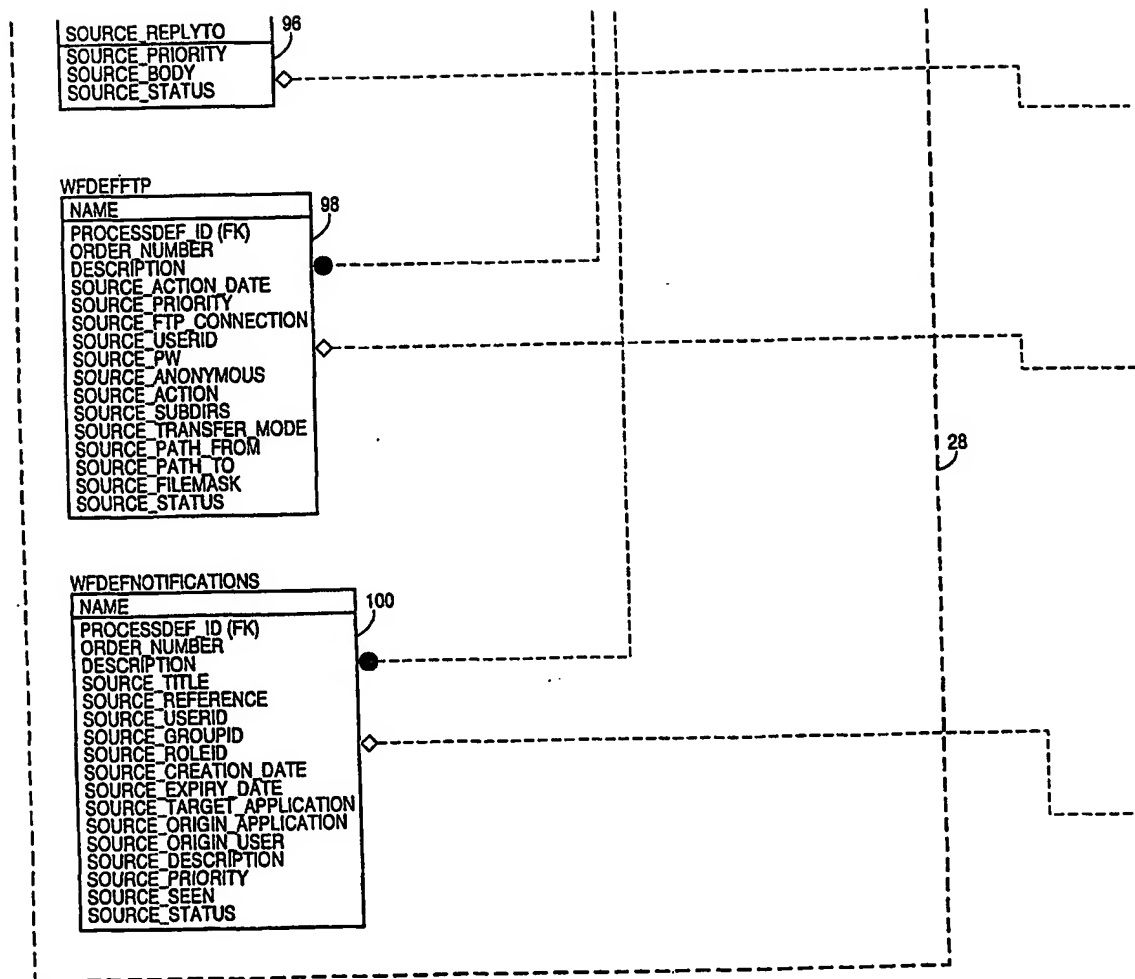 SOURCE_REPLYTO
96
SOURCE_PRIORITY
SOURCE_BODY
SOURCE_STATUS
WFDEFFTP
NAME
98
PROCESSDEF_ID (FK)
ORDER_NUMBER
DESCRIPTION
SOURCE_ACTION_DATE
SOURCE_PRIORITY
SOURCE_FTP_CONNECTION
SOURCE_USERID
SOURCE_PW
SOURCE_ANONYMOUS
SOURCE_ACTION
SOURCE_SUBDIRS
SOURCE_TRANSFER_MODE
SOURCE_PATH_FROM
SOURCE_PATH_TO
SOURCE_FILEMASK
SOURCE_STATUS
28
WFDEFNOTIFICATIONS
NAME
100
PROCESSDEF_ID (FK)
ORDER_NUMBER
DESCRIPTION
SOURCE_TITLE
SOURCE_REFERENCE
SOURCE_USERID
SOURCE_GROUPID
SOURCE_ROLEID
SOURCE_CREATION_DATE
SOURCE_EXPIRY_DATE
SOURCE_TARGET_APPLICATION
SOURCE_ORIGIN_APPLICATION
SOURCE_ORIGIN_USER
SOURCE_DESCRIPTION
SOURCE_PRIORITY
SOURCE_SEEN
SOURCE_STATUS